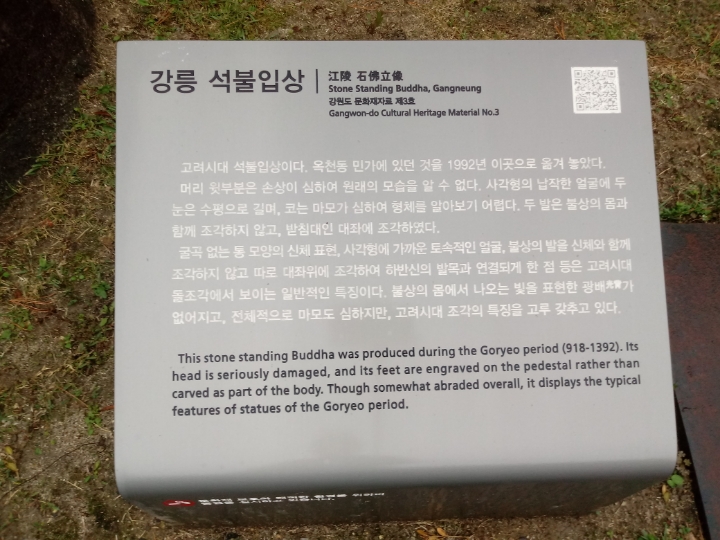 강릉 석불입상
江陵 石佛立像
Stone Standing Buddha, Gangneung
강원도 문화재자료 제3호
Gangwon-do Cultural Heritage Material No.3
고려시대 석불입상이다. 옥천동 민가에 있던 것을 1992년 이곳으로 옮겨 놓았다.
머리 윗부분은 손상이 심하여 원래의 모습을 알 수 없다. 사각형의 납작한 얼굴에 두
눈은 수평으로 길며, 코는 마모가 심하여 형체를 알아보기 어렵다. 두 발은 불상의 몸과
함께 조각하지 않고, 받침대인 대좌에 조각하였다.
굴곡 없는 통 모양의 신체 표현, 사각형에 가까운 토속적인 얼굴, 불상의 발을 신체와 함께
조각하지 않고 따로 대좌위에 조각하여 하반신의 발목과 연결되게 한 점 등은 고려시대
돌조각에서 보이는 일반적인 특징이다. 불상의 몸에서 나오는 빛을 표현한 광배光背가
없어지고, 전체적으로 마모도 심하지만, 고려시대 조각의 특징을 고루 갖추고 있다.
This stone standing Buddha was produced during the Goryeo period (918-1392). Its
head is seriously damaged, and its feet are engraved on the pedestal rather than
carved as part of the body. Though somewhat abraded overall, it displays the typical
features of statues of the Goryeo period.